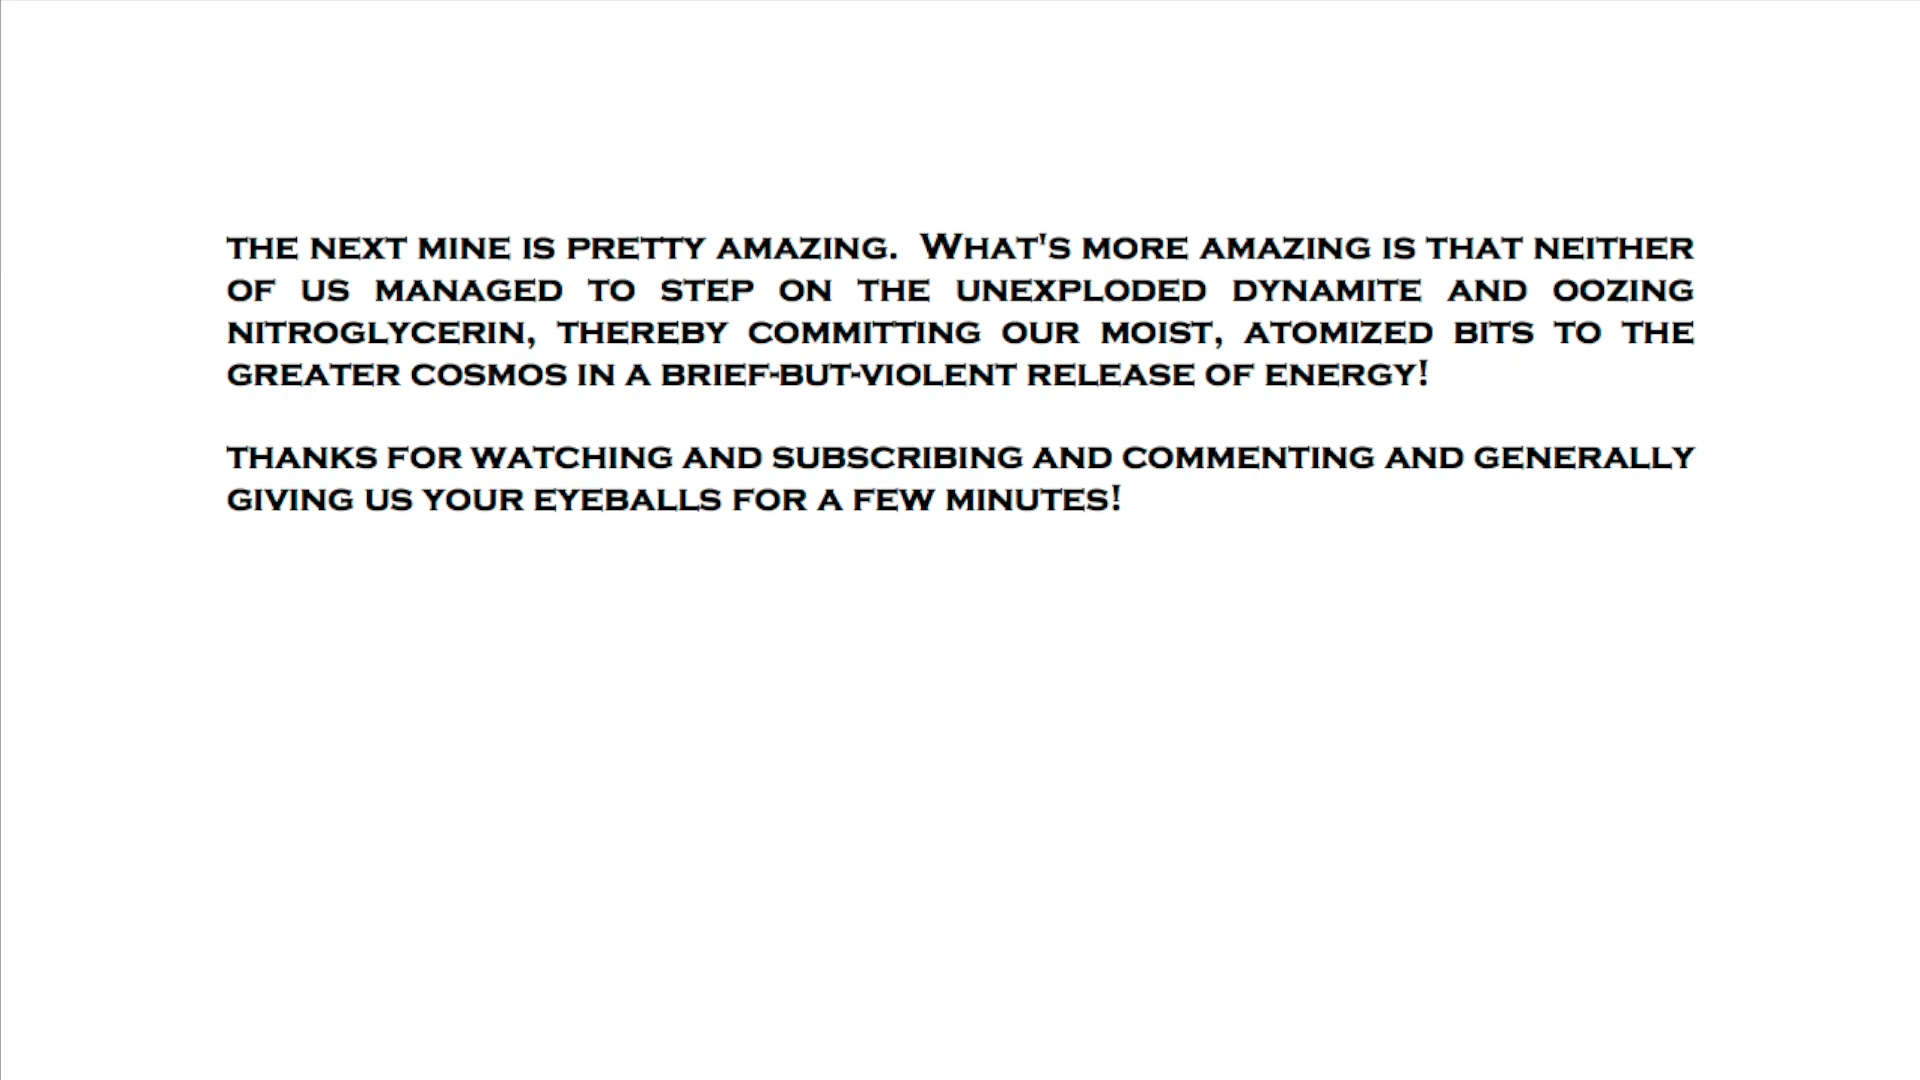 THE NEXT MINE IS PRETTY AMAZING.  WHAT'S MORE AMAZING IS THAT NEITHER
OF US MANAGED TO STEP ON THE UNEXPLODED DYNAMITE AND OOZING
NITROGLYCERIN, THEREBY COMMITTING OUR MOIST, ATOMIZED BITS TO THE
GREATER COSMOS IN A BRIEF-BUT-VIOLENT RELEASE OF ENERGY!
THANKS FOR WATCHING AND SUBSCRIBING AND COMMENTING AND GENERALLY
GIVING US YOUR EYEBALLS FOR A FEW MINUTES!